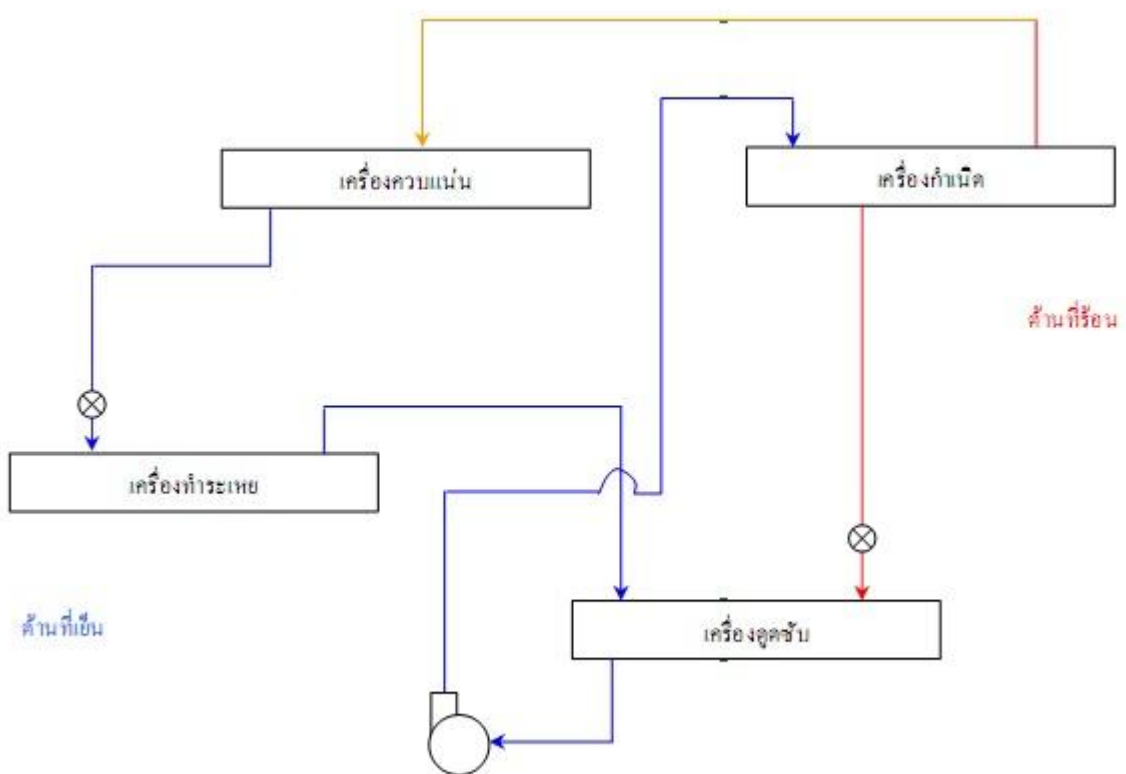 เครื่องควบแน่น
เครื่องกำเนิด
ด้านที่ร้อน
เครื่องทำระเหย
ด้านที่เย็น
เครื่องดูดซับ